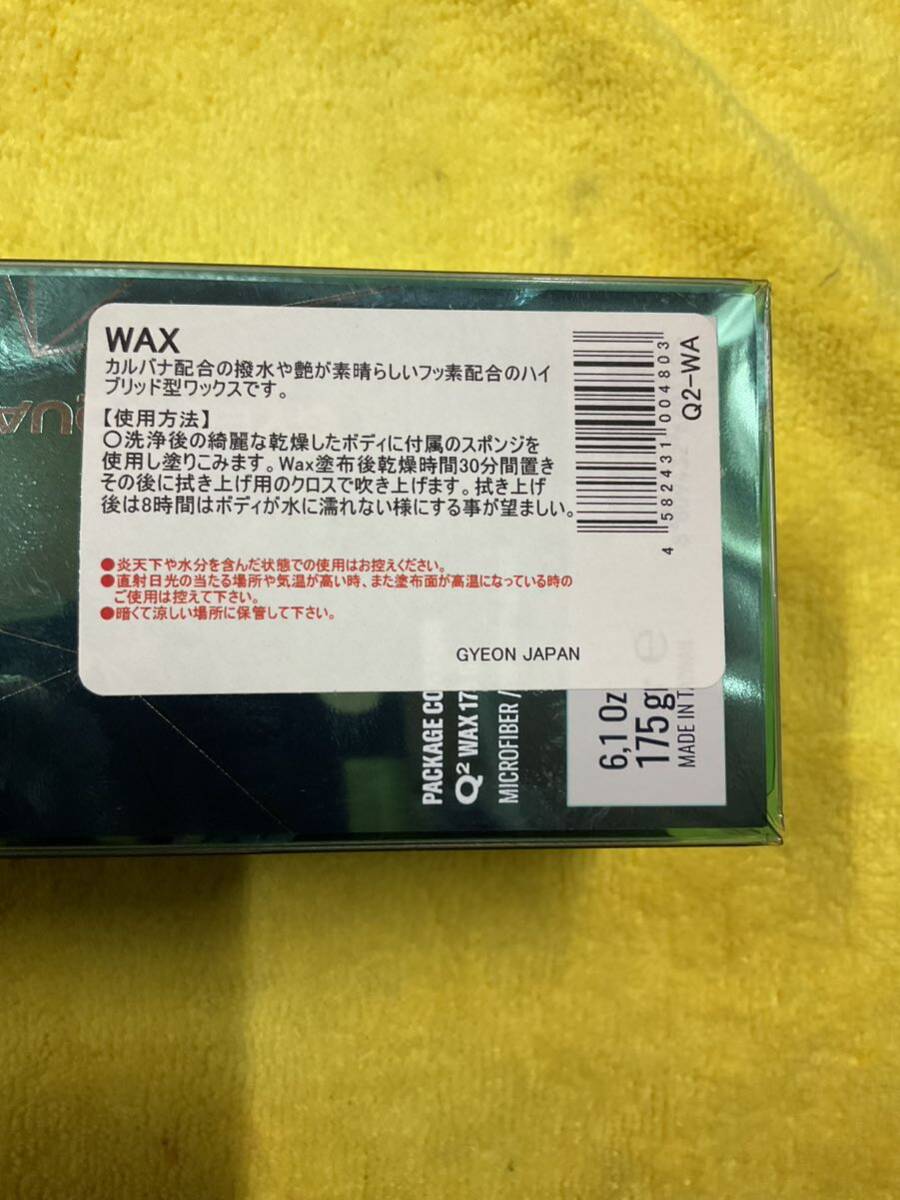 WAX
カルバナ配合の撥水や艶が素晴らしいフッ素配合のハイ
ブリッド型ワックスです。
【使用方法】
〇洗浄後の綺麗な乾燥したボディに付属のスポンジを
使用し塗りこみます。Wax塗布後乾燥時間30分間置き
その後に拭き上げ用のクロスで吹き上げます。拭き上げ
後は8時間はボディが水に濡れない様にする事が望ましい。
●炎天下や水分を含んだ状態での使用はお控えください。
●直射日光の当たる場所や気温が高い時、また塗布面が高温になっている時の
ご使用は控えて下さい。
●暗くて涼しい場所に保管して下さい。
GYEON JAPAN
4 582431 004803
Q2-WA
QUA
PACKAGE CO
Q² WAX 17
MICROFIBER /
6,1 Oz
175 gr e
MADE IN TAIWAN